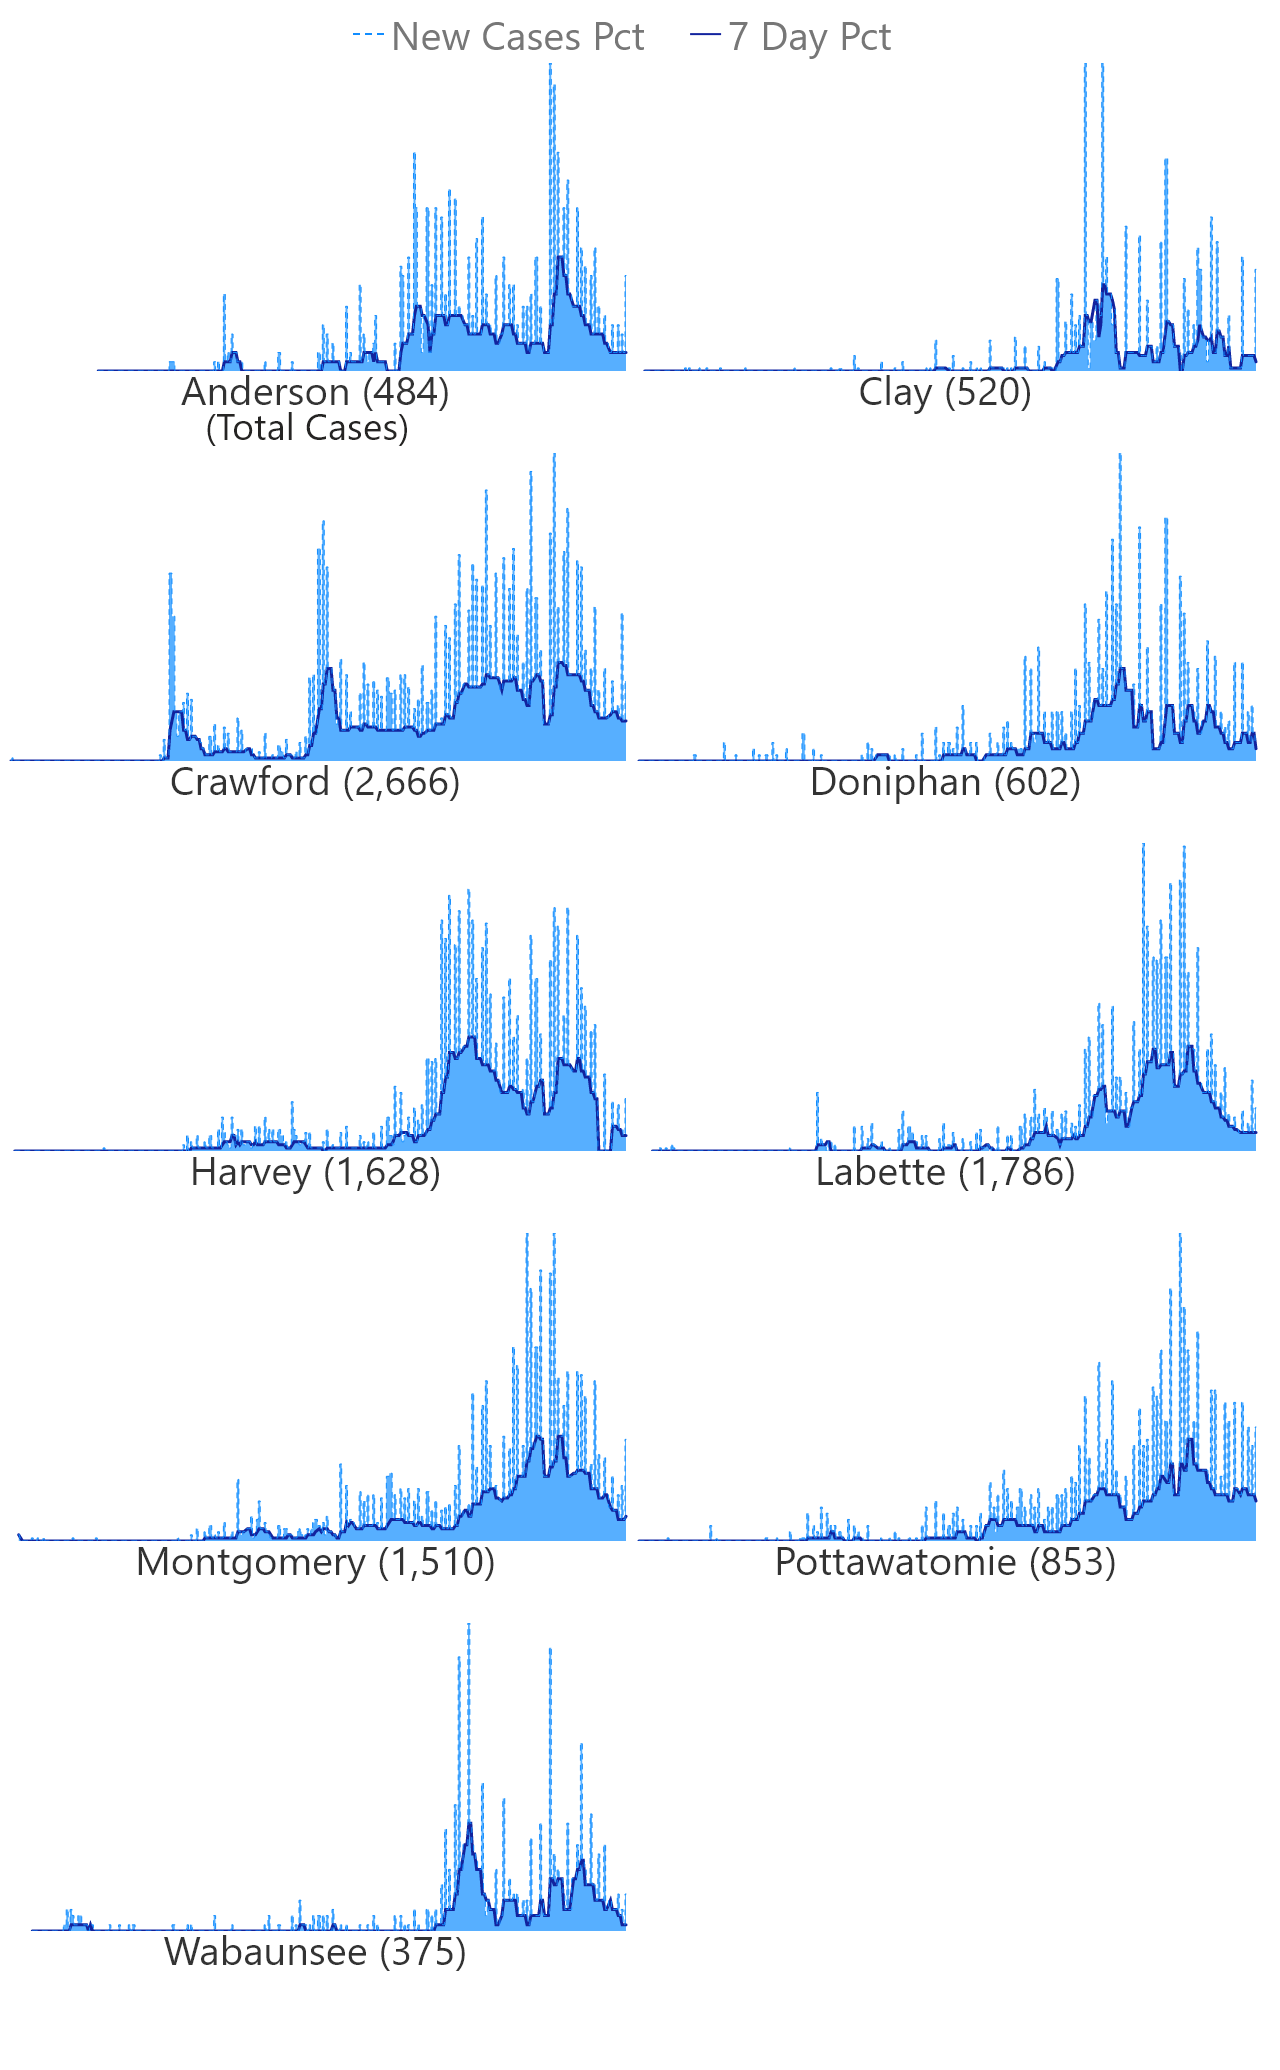 New Cases Pct 7 Day Pct
Anderson (484) Clay (520)
(Total Cases)
Crawford (2,666) Doniphan (602)
Harvey (1,628) Labette (1,786)
Montgomery (1,510) Pottawatomie (853)
Wabaunsee (375)